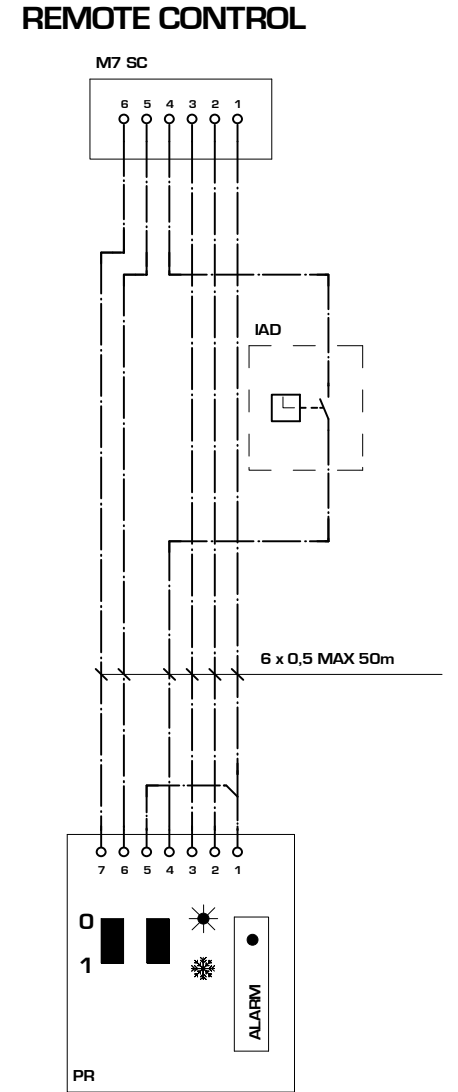 REMOTE CONTROL
M7 SC
6 5 4 3 2 1
IAD
6 x 0,5 MAX 50m
7 6 5 4 3 2 1
0
1
ALARM
PR